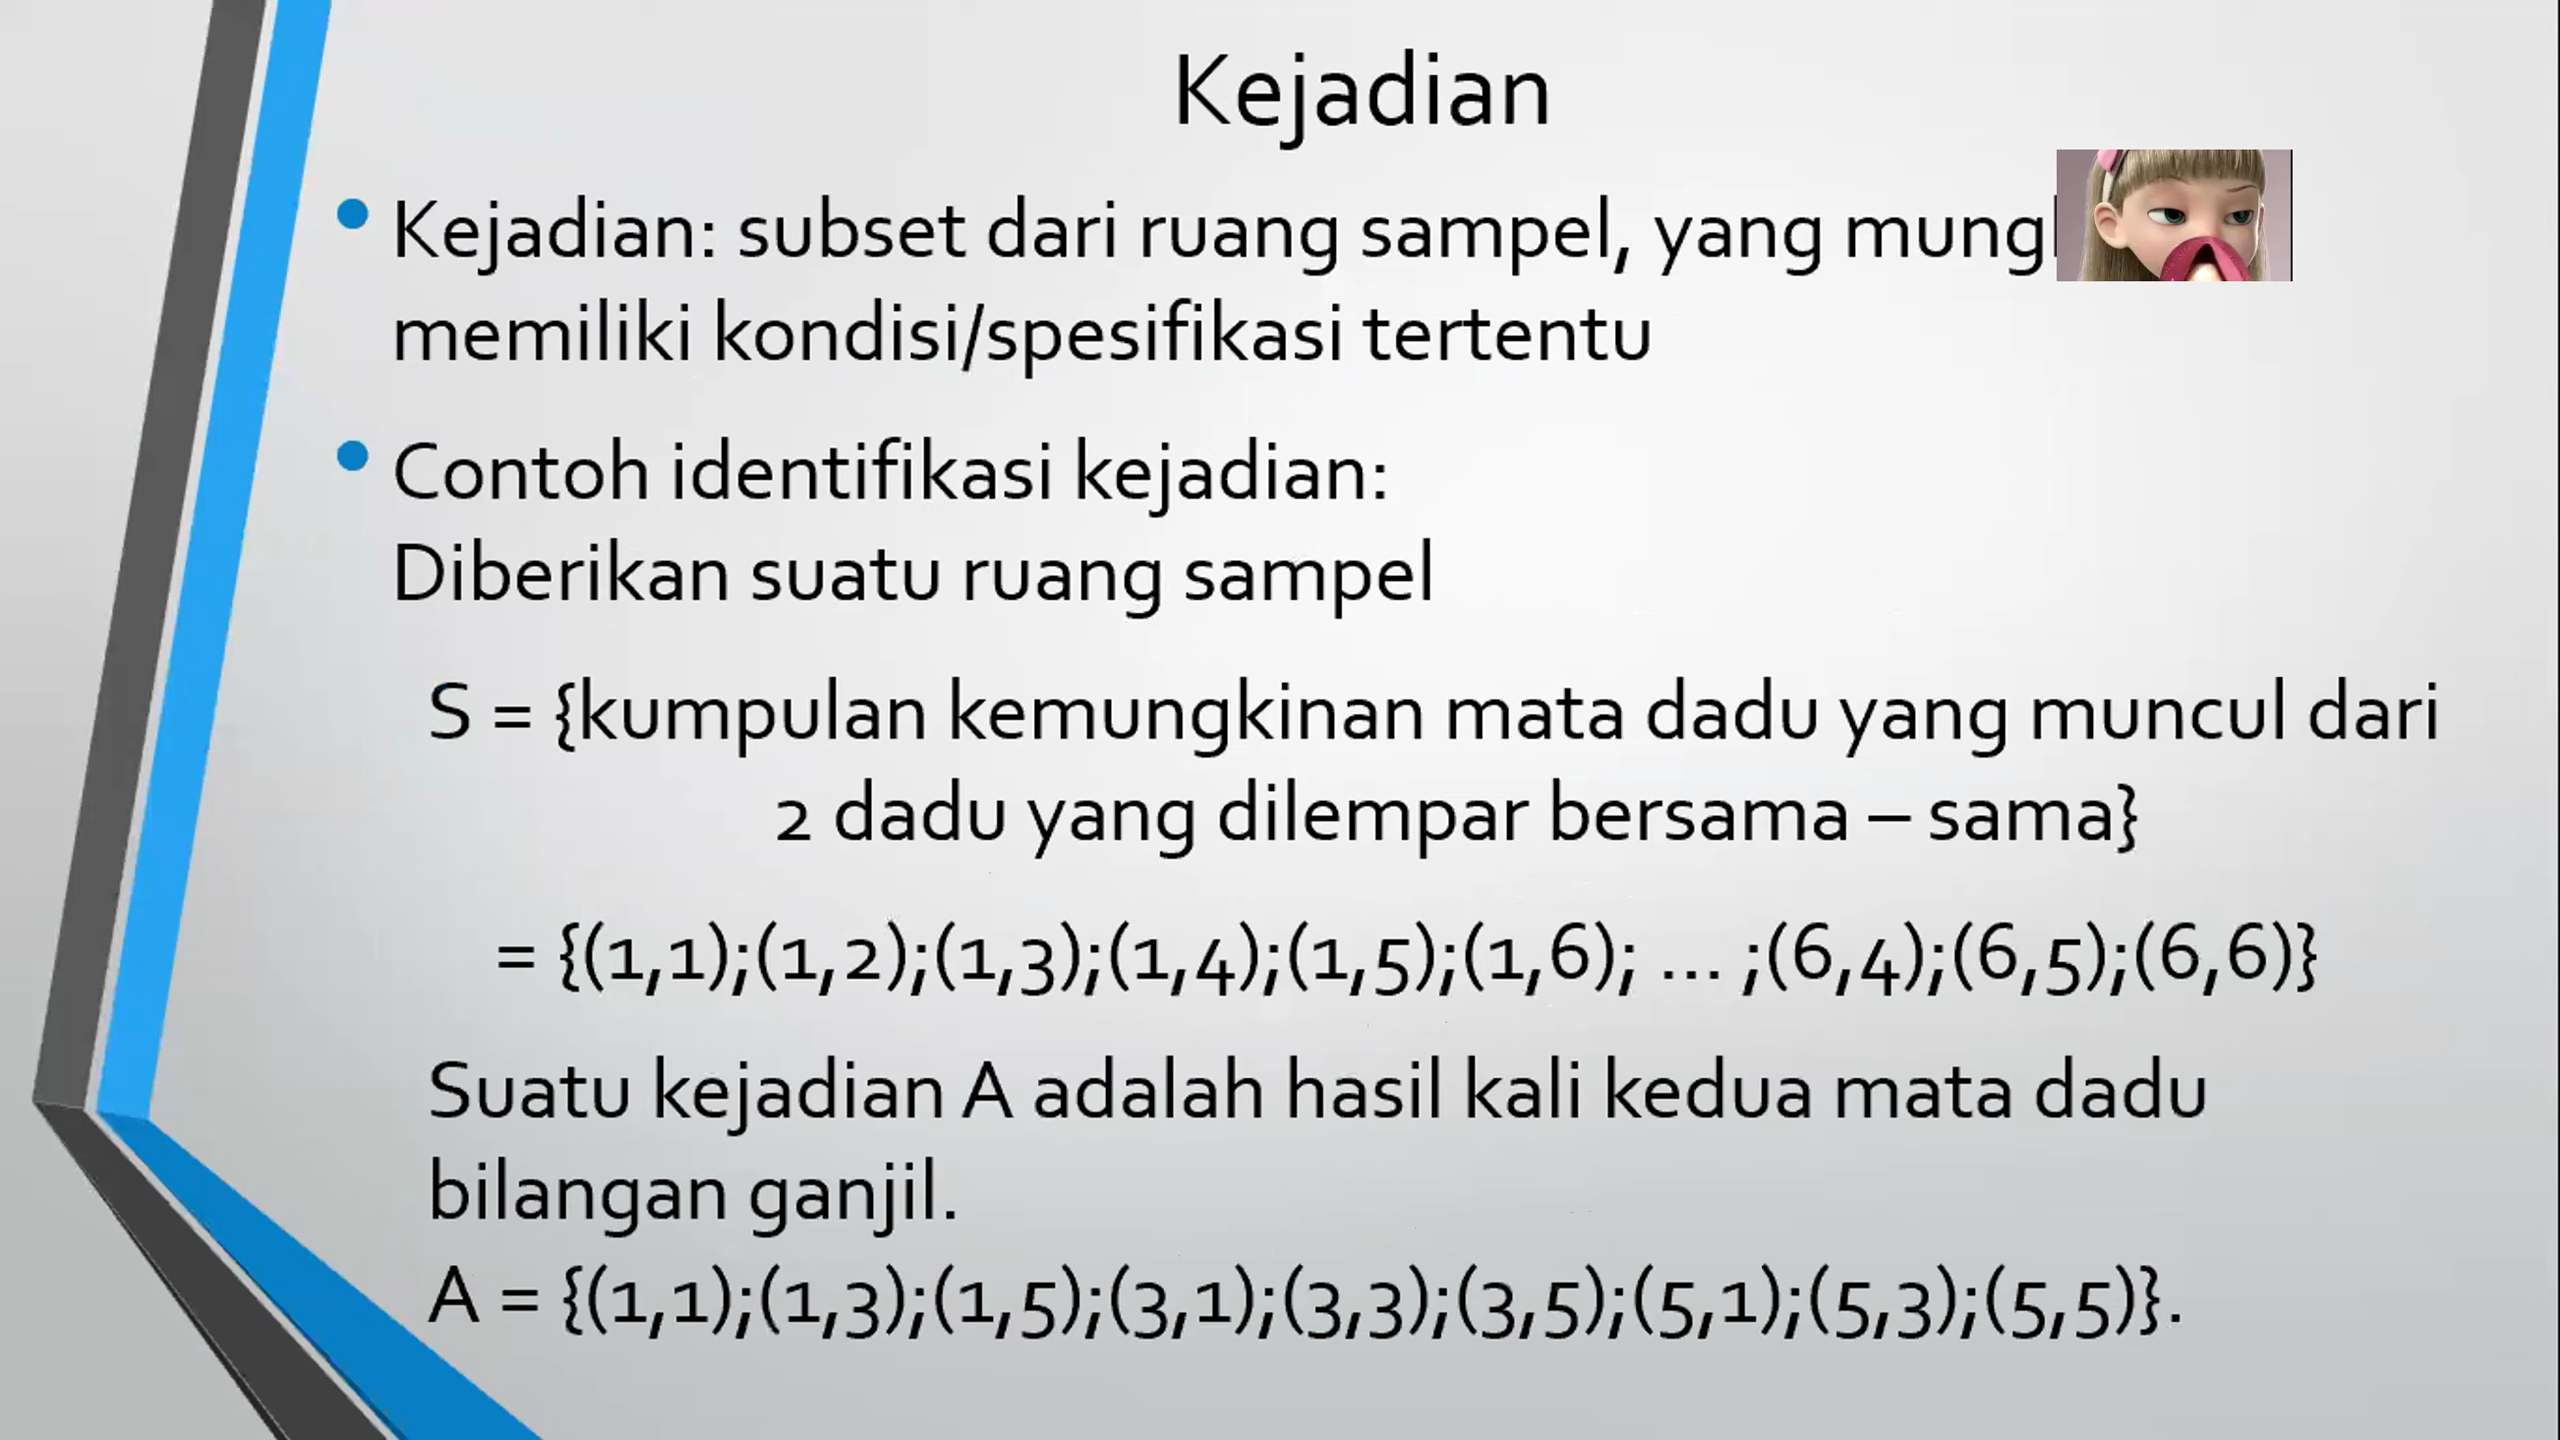 Kejadian
• Kejadian: subset dari ruang sampel, yang
memiliki kondisi/spesifikasi tertentu
• Contoh identifikasi kejadian:
Diberikan suatu ruang sampel
S = {kumpulan kemungkinan mata dadu yang muncul dari
2 dadu yang dilempar bersama – sama}
= {(1,1);(1,2);(1,3);(1,4);(1,5);(1,6); ... ;(6,4);(6,5);(6,6)}
Suatu kejadian A adalah hasil kali kedua mata dadu
bilangan ganjil.
A = {(1,1);(1,3);(1,5);(3,1);(3,3);(3,5);(5,1);(5,3);(5,5)}.